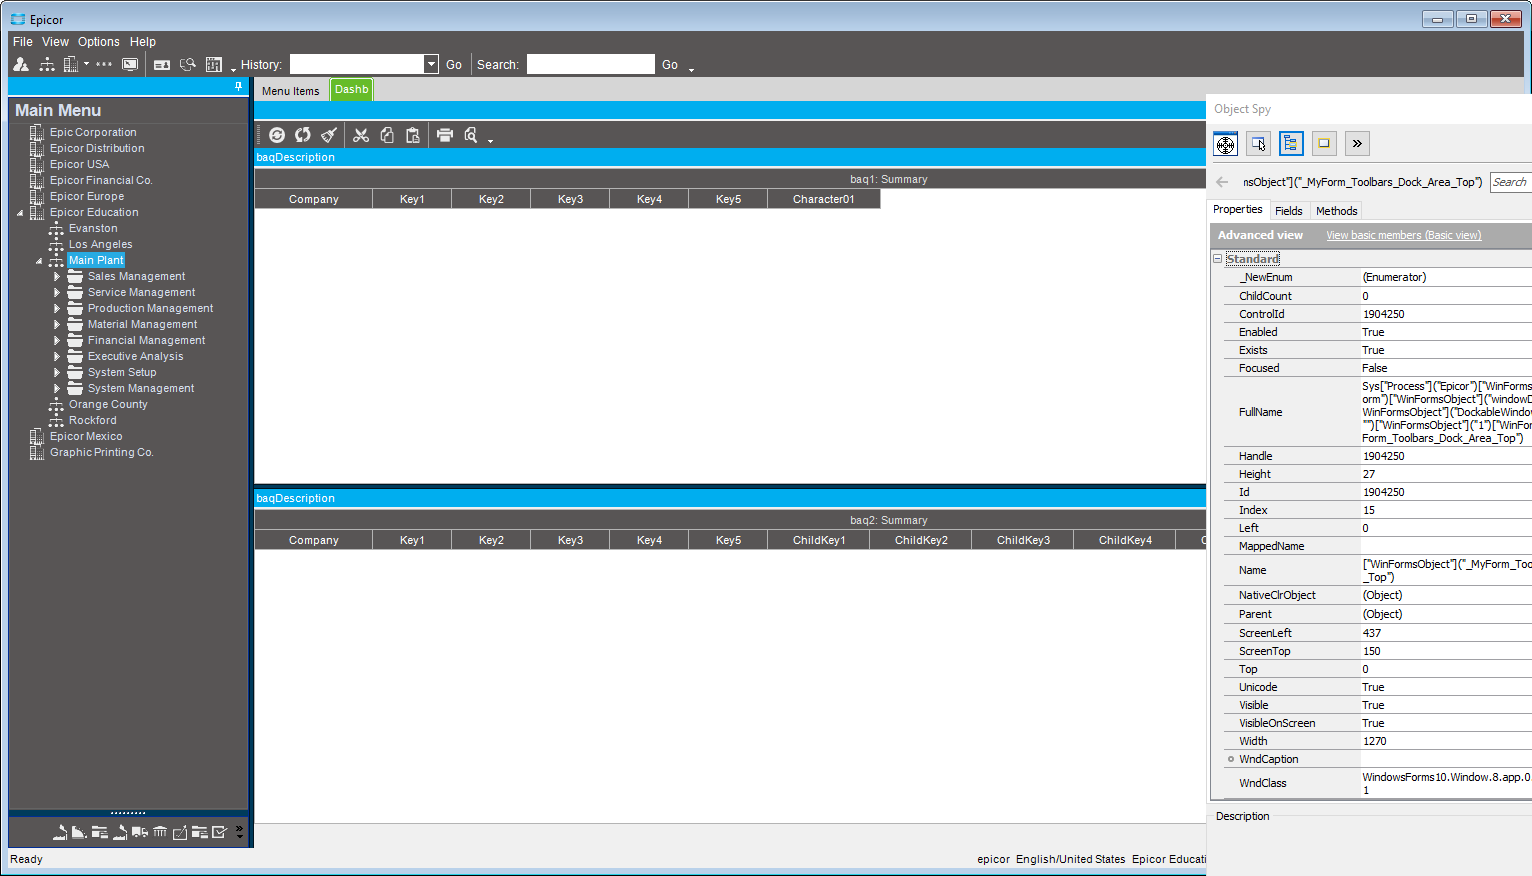 Epicor
File View Options Help
History: Go Search: Go
Main Menu
Epic Corporation
Epicor Distribution
Epicor USA
Epicor Financial Co.
Epicor Europe
Epicor Education
Evanston
Los Angeles
Main Plant
Sales Management
Service Management
Production Management
Material Management
Financial Management
Executive Analysis
System Setup
System Management
Orange County
Rockford
Epicor Mexico
Graphic Printing Co.
Menu Items Dashb
baqDescription
baq1: Summary
Company Key1 Key2 Key3 Key4 Key5 Character01
baqDescription
baq2: Summary
Company Key1 Key2 Key3 Key4 Key5 ChildKey1 ChildKey2 ChildKey3 ChildKey4 C
Object Spy
»
nsObject"]("_MyForm_Toolbars_Dock_Area_Top") Search
Properties Fields Methods
Advanced view View basic members (Basic view)
Standard
_NewEnum (Enumerator)
ChildCount 0
ControlId 1904250
Enabled True
Exists True
Focused False
FullName Sys["Process"]("Epicor")["WinForms
orm")["WinFormsObject"]("windowD
WinFormsObject"]("DockableWindow
"")["WinFormsObject"]("1")["WinFor
Form_Toolbars_Dock_Area_Top")
Handle 1904250
Height 27
Id 1904250
Index 15
Left 0
MappedName
Name ["WinFormsObject"]("_MyForm_Too
_Top")
NativeClrObject (Object)
Parent (Object)
ScreenLeft 437
ScreenTop 150
Top 0
Unicode True
Visible True
VisibleOnScreen True
Width 1270
WndCaption
WndClass WindowsForms10.Window.8.app.0.
1
Description
Ready
epicor English/United States Epicor Educati